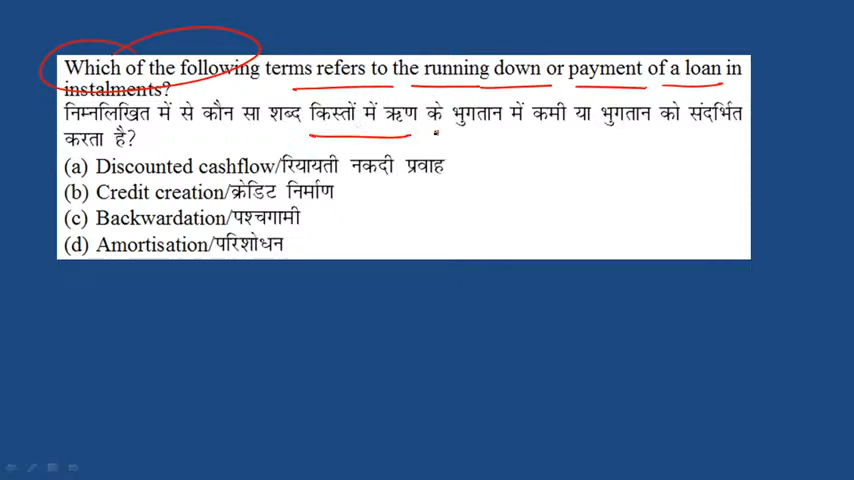 Which of the following terms refers to the running down or payment of a loan in
instalments?
निम्नलिखित में से कौन सा शब्द किस्तों में ऋण के भुगतान में कमी या भुगतान को संदर्भित
करता है?
(a) Discounted cashflow/रियायती नकदी प्रवाह
(b) Credit creation/क्रेडिट निर्माण
(c) Backwardation/पश्चगामी
(d) Amortisation/परिशोधन